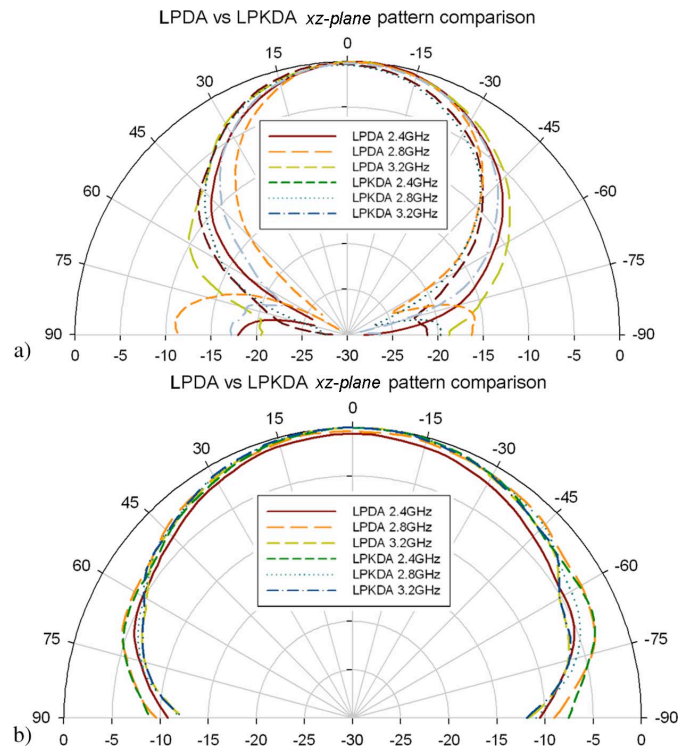 LPDA vs LPKDA xz-plane pattern comparison
0
15 -15
30 -30
45 -45
60 -60
75 -75
90 -90
LPDA 2.4GHz
LPDA 2.8GHz
LPDA 3.2GHz
LPKDA 2.4GHz
LPKDA 2.8GHz
LPKDA 3.2GHz
a)
0 -5 -10 -15 -20 -25 -30 -25 -20 -15 -10 -5 0
LPDA vs LPKDA xz-plane pattern comparison
0
15 -15
30 -30
45 -45
60 -60
75 -75
90 -90
LPDA 2.4GHz
LPDA 2.8GHz
LPDA 3.2GHz
LPKDA 2.4GHz
LPKDA 2.8GHz
LPKDA 3.2GHz
b)
0 -5 -10 -15 -20 -25 -30 -25 -20 -15 -10 -5 0